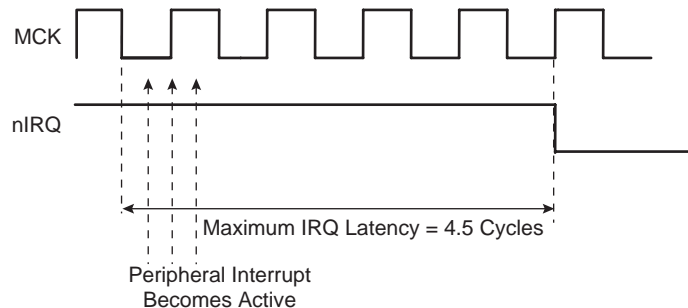 MCK
nIRQ
Maximum IRQ Latency = 4.5 Cycles
Peripheral Interrupt
Becomes Active